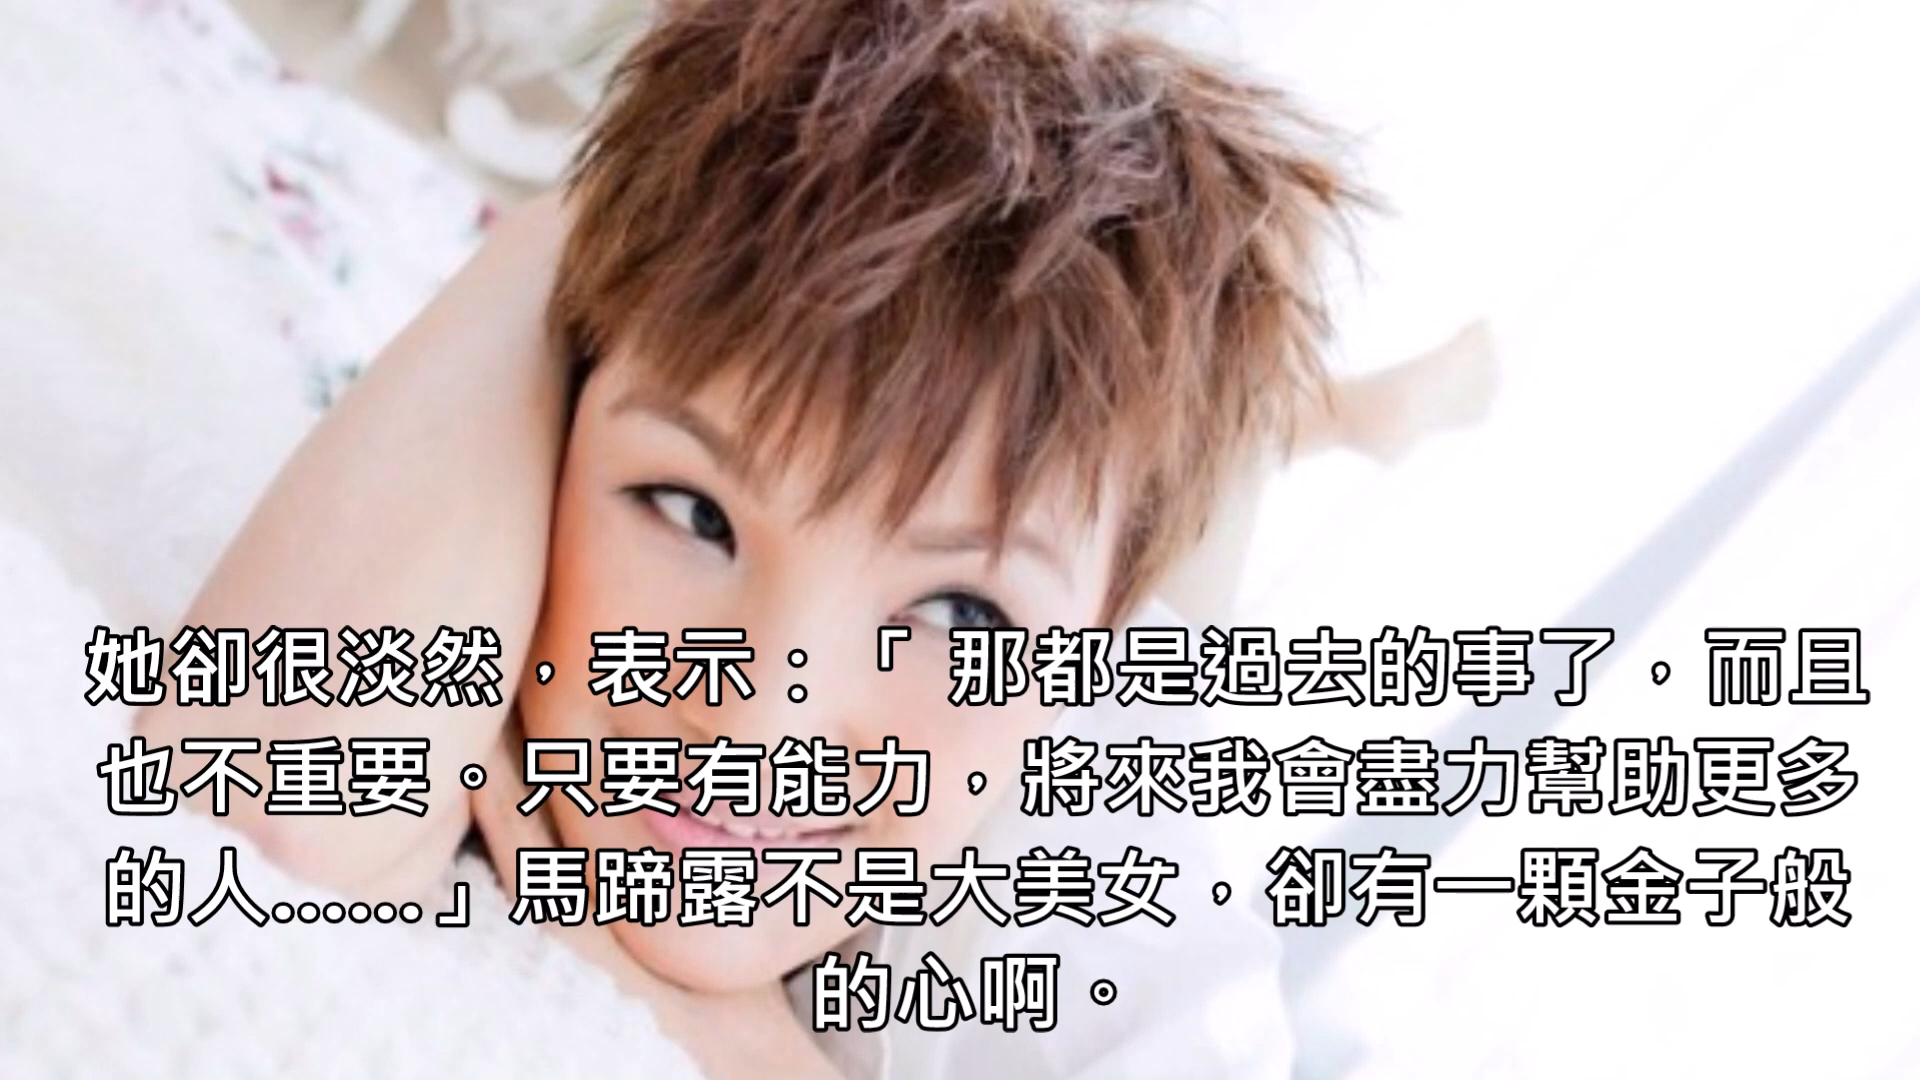 她卻很淡然，表示：「 那都是過去的事了，而且
也不重要。只要有能力，將來我會盡力幫助更多
的人……」馬蹄露不是大美女，卻有一顆金子般
的心啊。